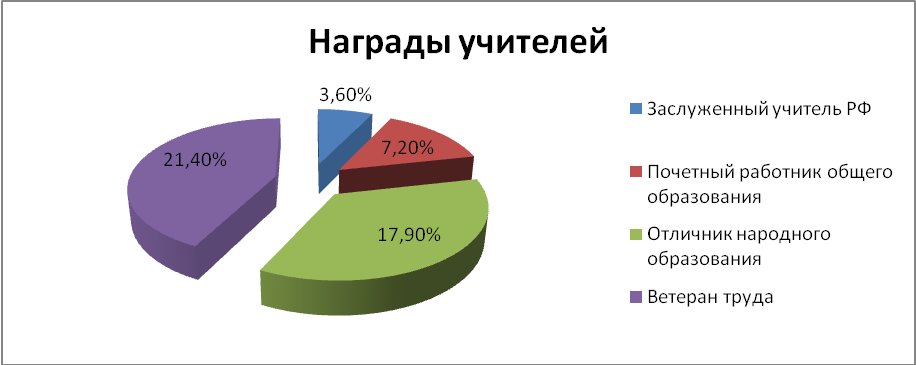 Награды учителей
3,60%
7,20%
17,90%
21,40%
Заслуженный учитель РФ
Почетный работник общего
образования
Отличник народного
образования
Ветеран труда